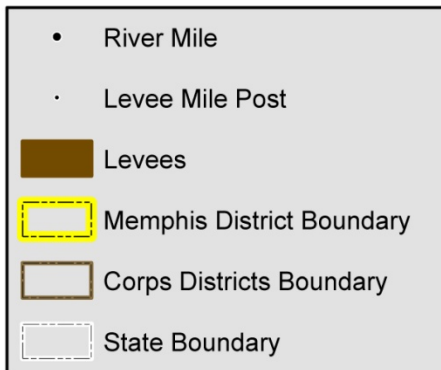 River Mile
Levee Mile Post
Levees
Memphis District Boundary
Corps Districts Boundary
State Boundary